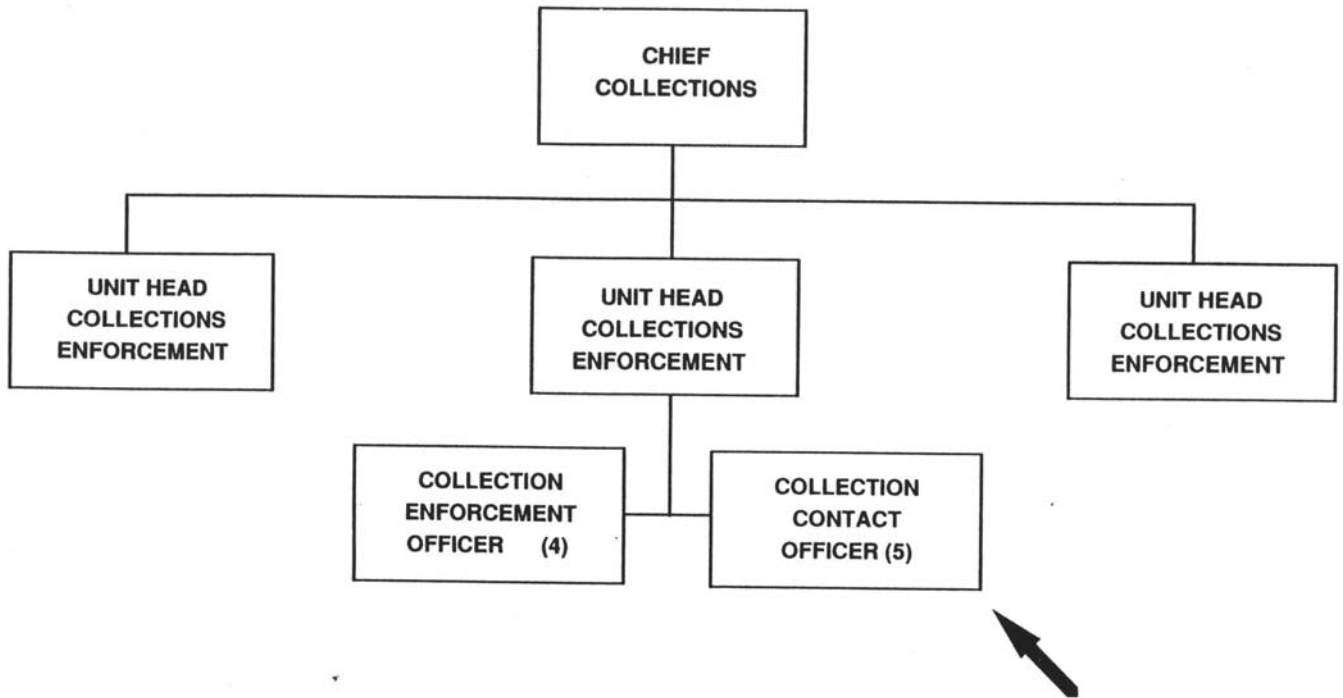 CHIEF
COLLECTIONS
UNIT HEAD
COLLECTIONS
ENFORCEMENT
UNIT HEAD
COLLECTIONS
ENFORCEMENT
UNIT HEAD
COLLECTIONS
ENFORCEMENT
COLLECTION
ENFORCEMENT
OFFICER (4)
COLLECTION
CONTACT
OFFICER (5)